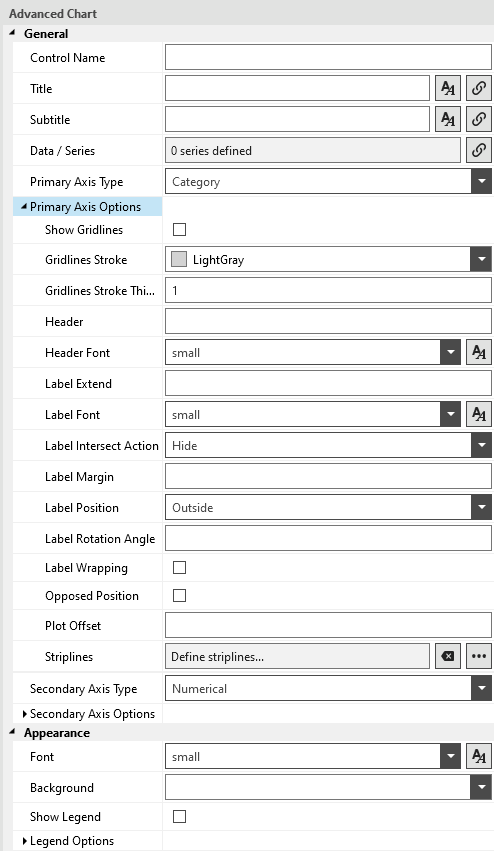 Advanced Chart
General
Control Name
Title
Subtitle
Data / Series 0 series defined
Primary Axis Type Category
Primary Axis Options
Show Gridlines
Gridlines Stroke LightGray
Gridlines Stroke Thi... 1
Header
Header Font small
Label Extend
Label Font small
Label Intersect Action Hide
Label Margin
Label Position Outside
Label Rotation Angle
Label Wrapping
Opposed Position
Plot Offset
Striplines Define striplines...
Secondary Axis Type Numerical
Secondary Axis Options
Appearance
Font small
Background
Show Legend
Legend Options